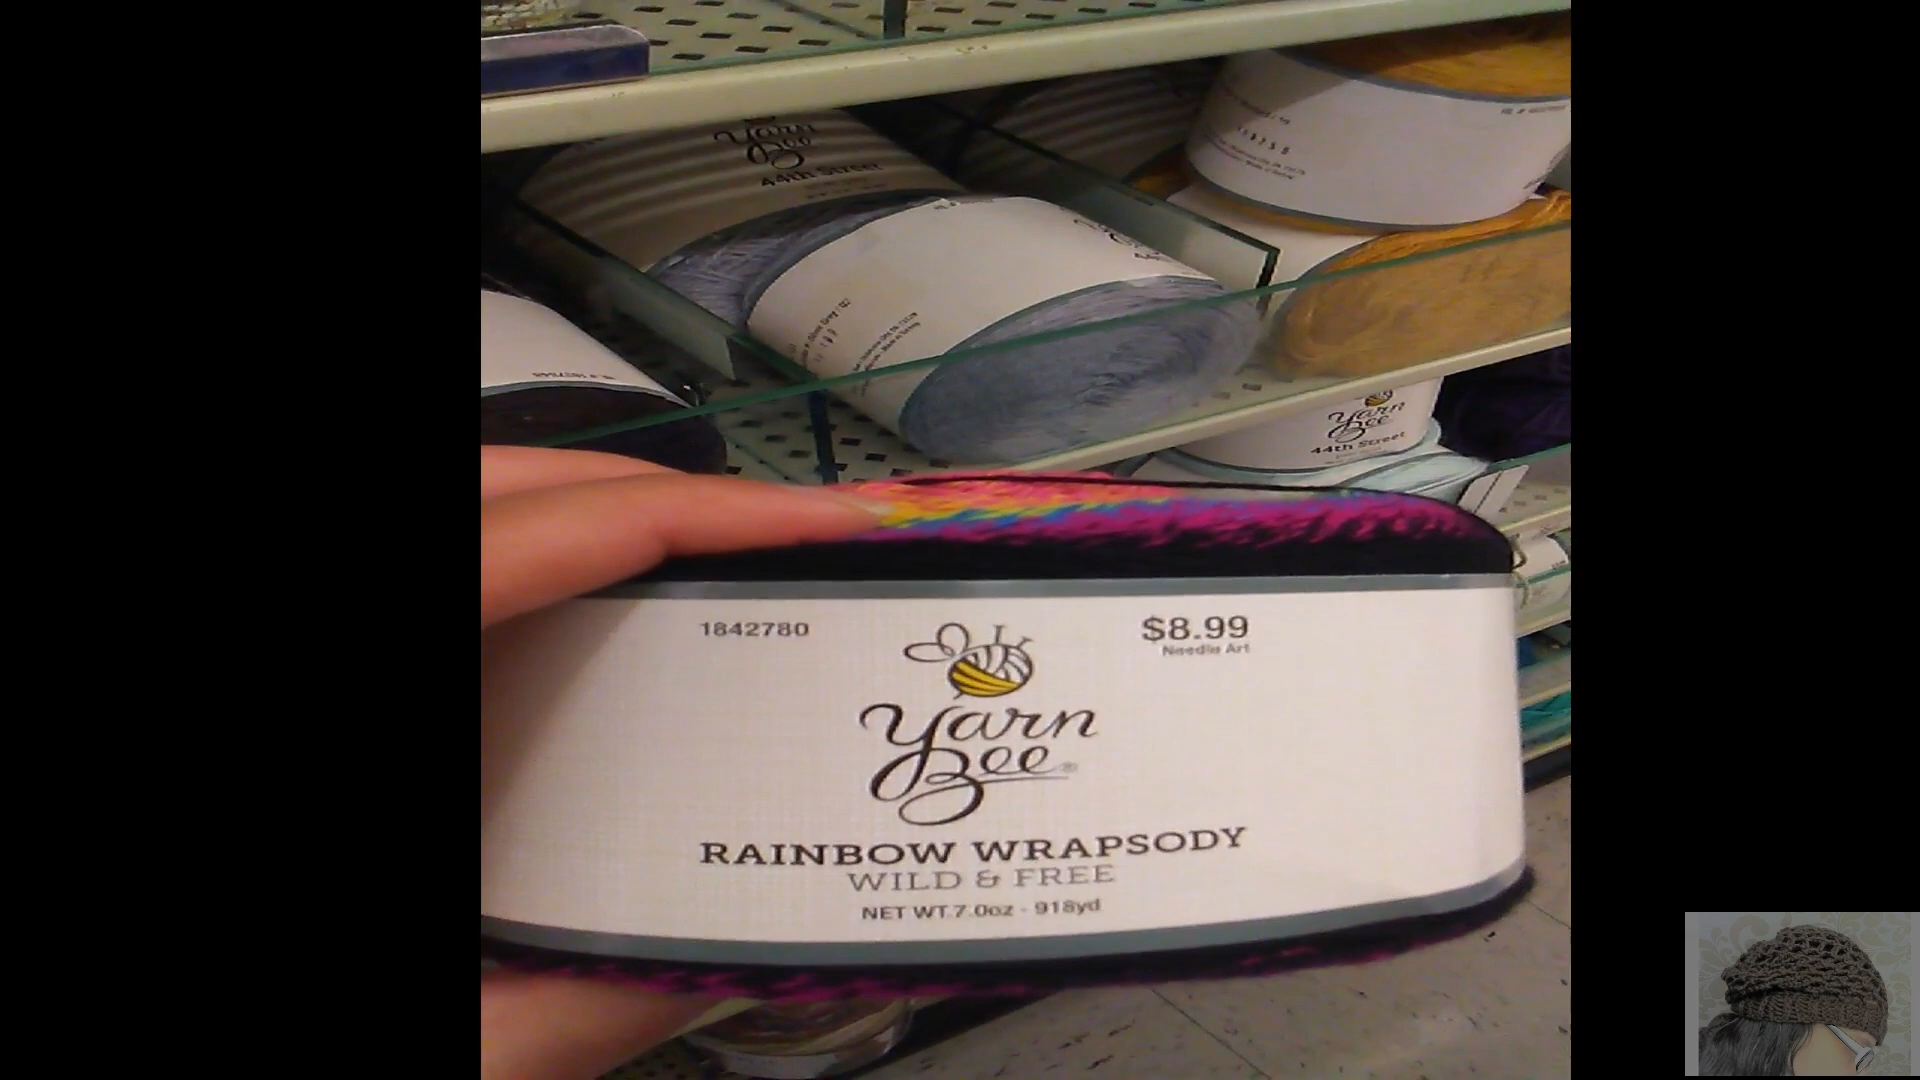 Yarn
Bee
44th Street
Yarn
Bee
44th Street
1842780
$8.99
Needle Art
Yarn
Bee®
RAINBOW WRAPSODY
WILD & FREE
NET WT.7.0oz - 918yd